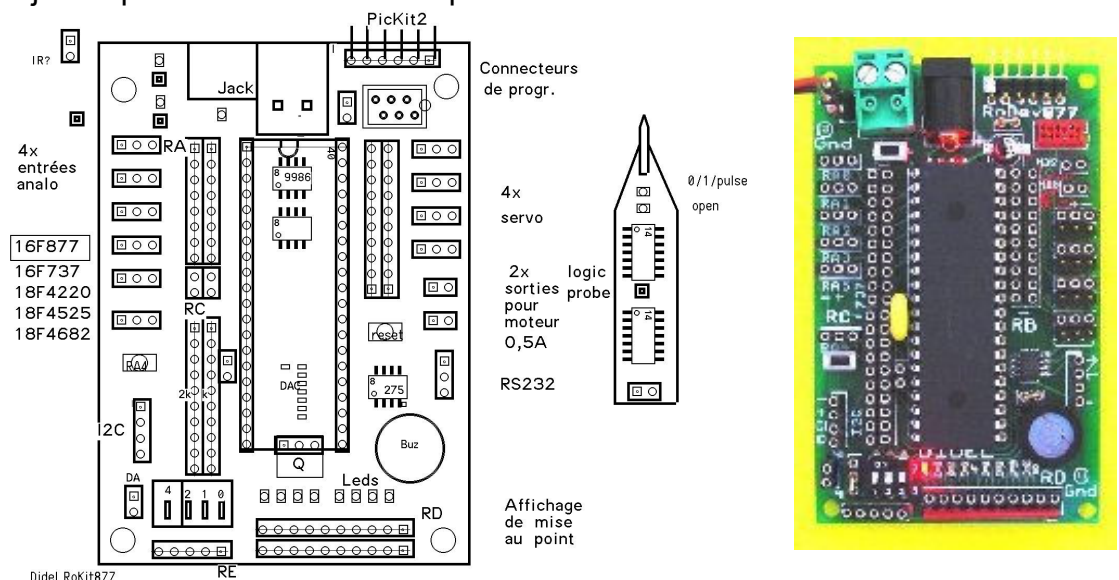 PicKit2
IR?
Jack
Connecteurs
de progr.
4x
entrées
analo
RA
40
8 9986
8
16F877
16F737
18F4220
18F4525
18F4682
RC
RA4
2k
DAC
reset
8 275
Buz
I2C
DA
Q
Leds
4 2 1 0
RD
RE
Didel RoKit877
4x
servo
2x
sorties
pour
moteur
0,5A
RS232
Affichage
de mise
au point
logic
probe
0/1/pulse
open
14
14
Gnd
RA1
RA2
RA3
RC
RB
I2C
DIDEL
RD
Gnd